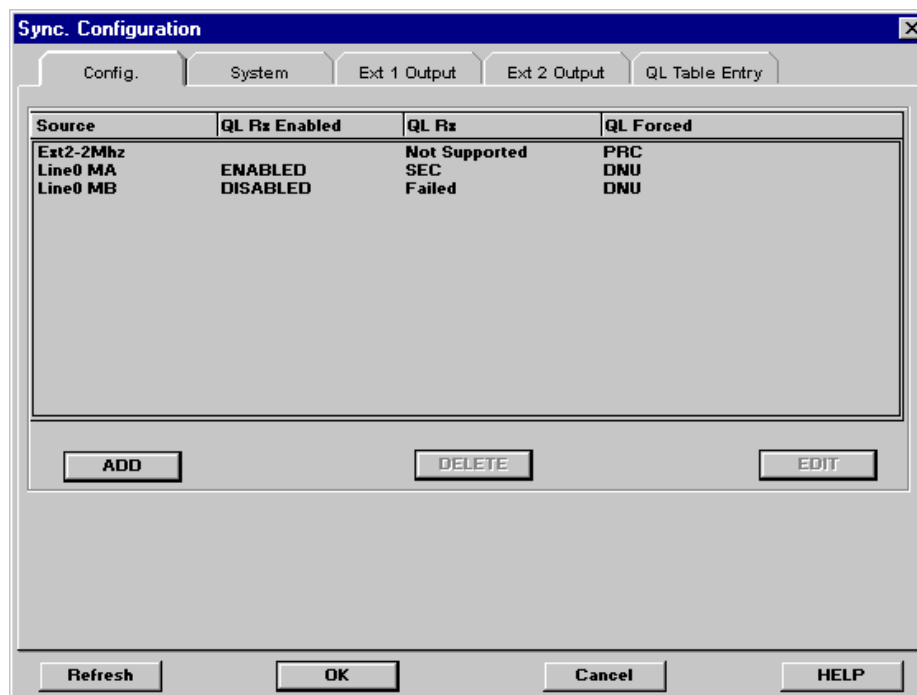 Sync. Configuration
Config. System Ext 1 Output Ext 2 Output QL Table Entry
Source QL Rx Enabled QL Rx QL Forced
Ext2-2Mhz Not Supported PRC
Line0 MA ENABLED SEC DNU
Line0 MB DISABLED Failed DNU
ADD DELETE EDIT
Refresh OK Cancel HELP